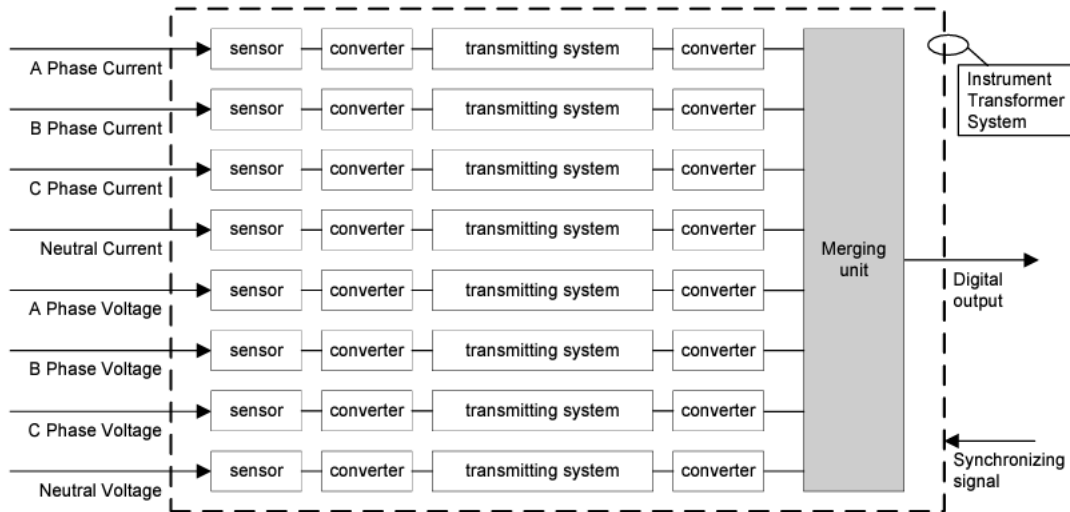 sensor converter transmitting system converter
A Phase Current
sensor converter transmitting system converter
B Phase Current
sensor converter transmitting system converter
C Phase Current
sensor converter transmitting system converter
Neutral Current
sensor converter transmitting system converter
A Phase Voltage
sensor converter transmitting system converter
B Phase Voltage
sensor converter transmitting system converter
C Phase Voltage
sensor converter transmitting system converter
Neutral Voltage
Merging
unit
Instrument
Transformer
System
Digital
output
Synchronizing
signal